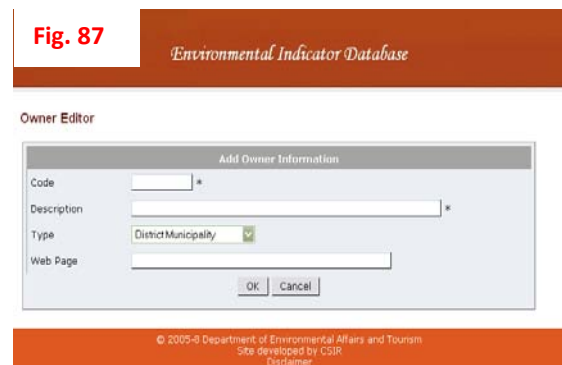 Fig. 87
Environmental Indicator Database
Owner Editor
Add Owner Information
Code *
Description *
Type District Municipality
Web Page
OK Cancel
© 2005-8 Department of Environmental Affairs and Tourism
Site developed by CSIR
Disclaimer